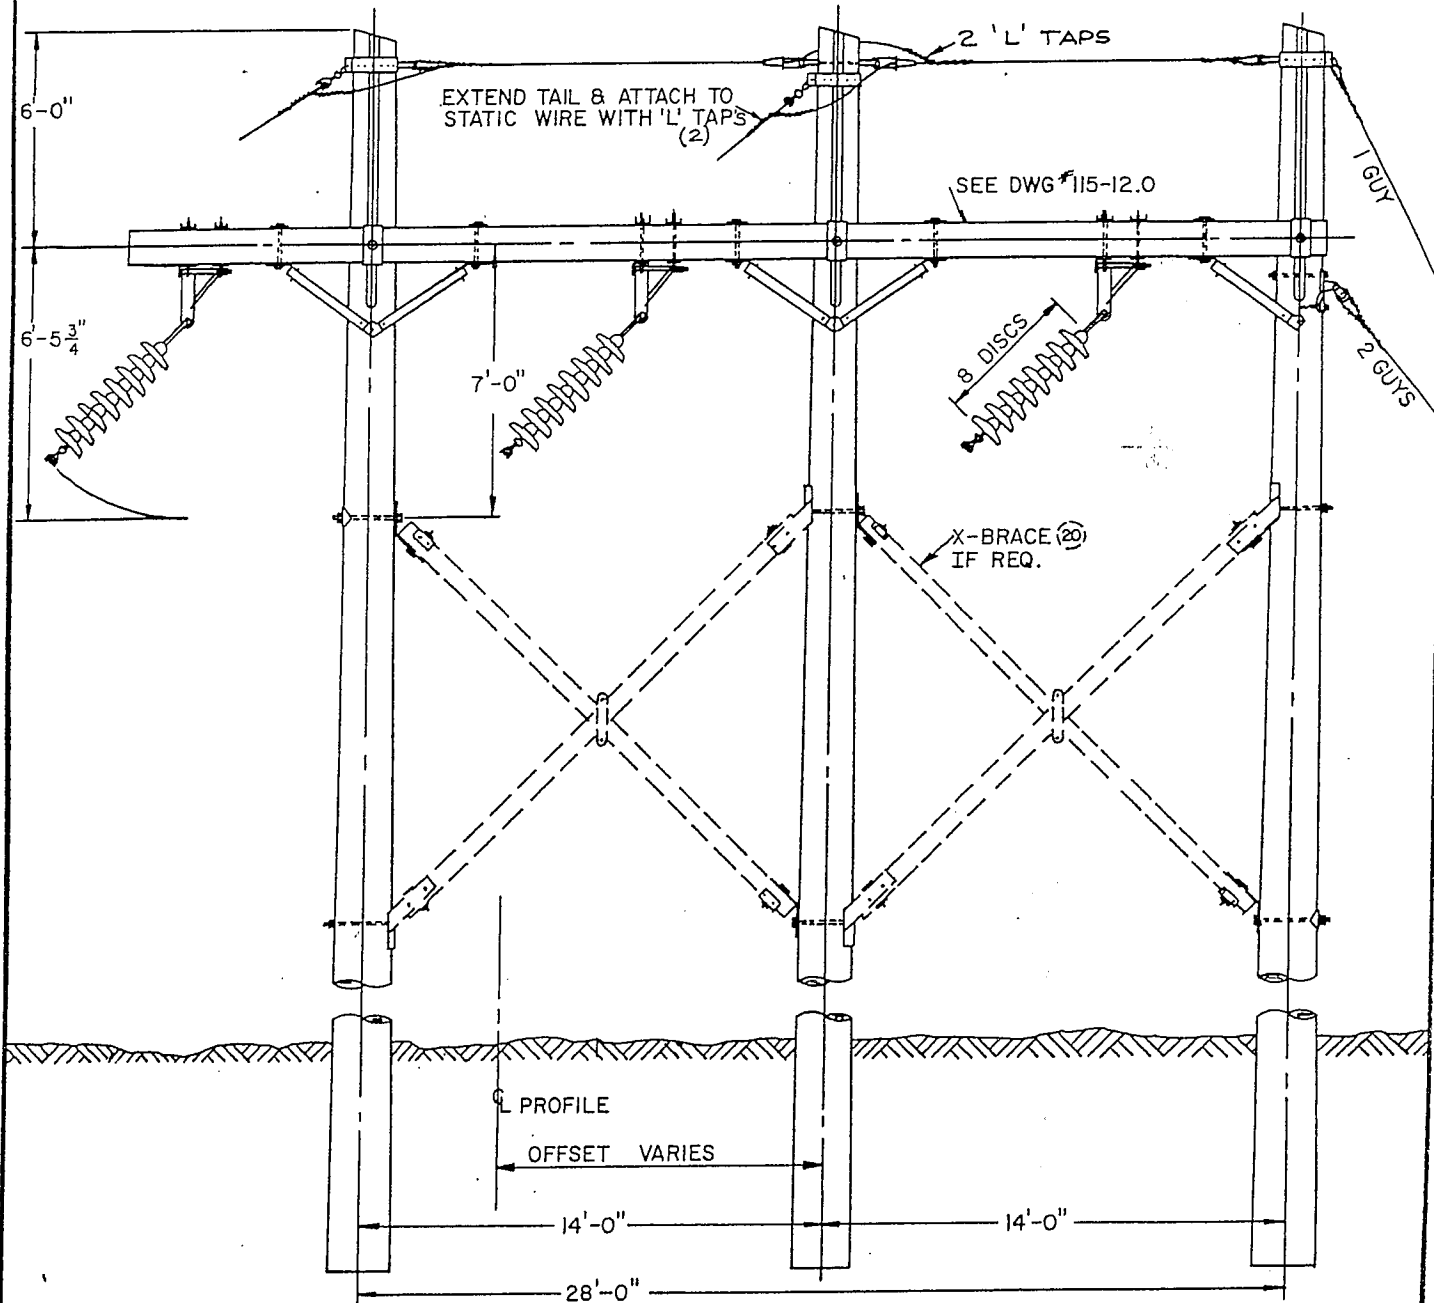 2 'L' TAPS
6'-0"
EXTEND TAIL & ATTACH TO
STATIC WIRE WITH 'L' TAPS
(2)
1 GUY
SEE DWG #115-12.0
6'-5 3/4"
8 DISCS
7'-0"
2 GUYS
X-BRACE (20)
IF REQ.
℄ PROFILE
OFFSET VARIES
14'-0"
14'-0"
28'-0"